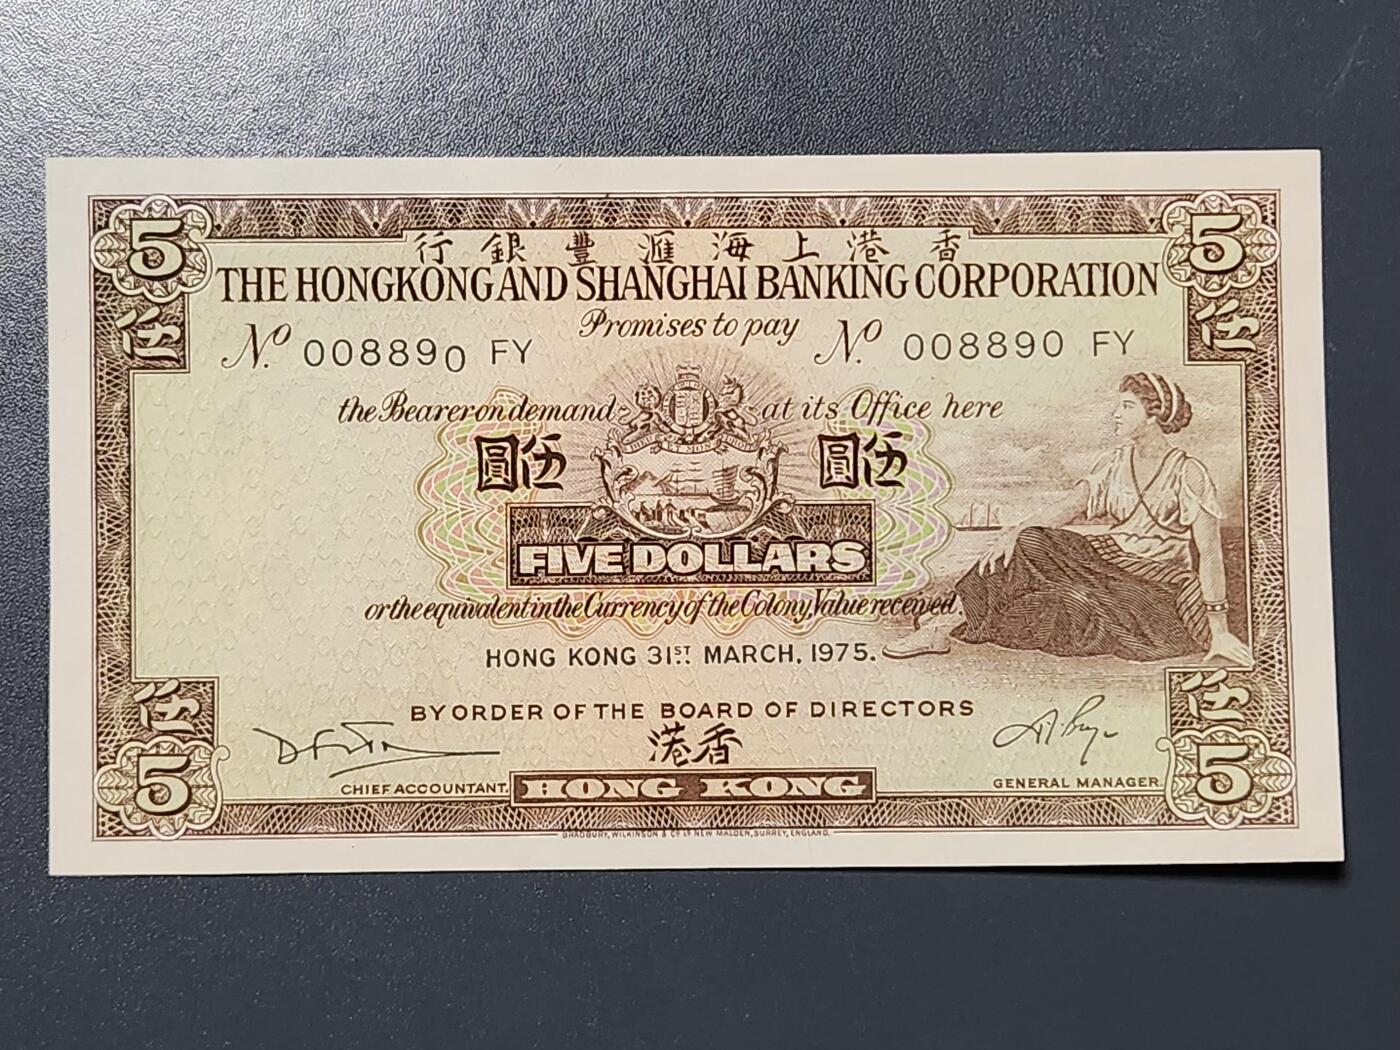 行銀豐滙海上港香
THE HONGKONG AND SHANGHAI BANKING CORPORATION
Promises to pay
No. 008890 FY No. 008890 FY
the Bearer on demand at its Office here
圓伍 圓伍
FIVE DOLLARS
or the equivalent in the Currency of the Colony, Value received.
HONG KONG 31ST MARCH, 1975.
BY ORDER OF THE BOARD OF DIRECTORS
港香
CHIEF ACCOUNTANT. HONG KONG GENERAL MANAGER.
BRADBURY, WILKINSON & Co Ld NEW MALDEN, SURREY, ENGLAND.
5 5
伍 伍
伍 伍
5 5